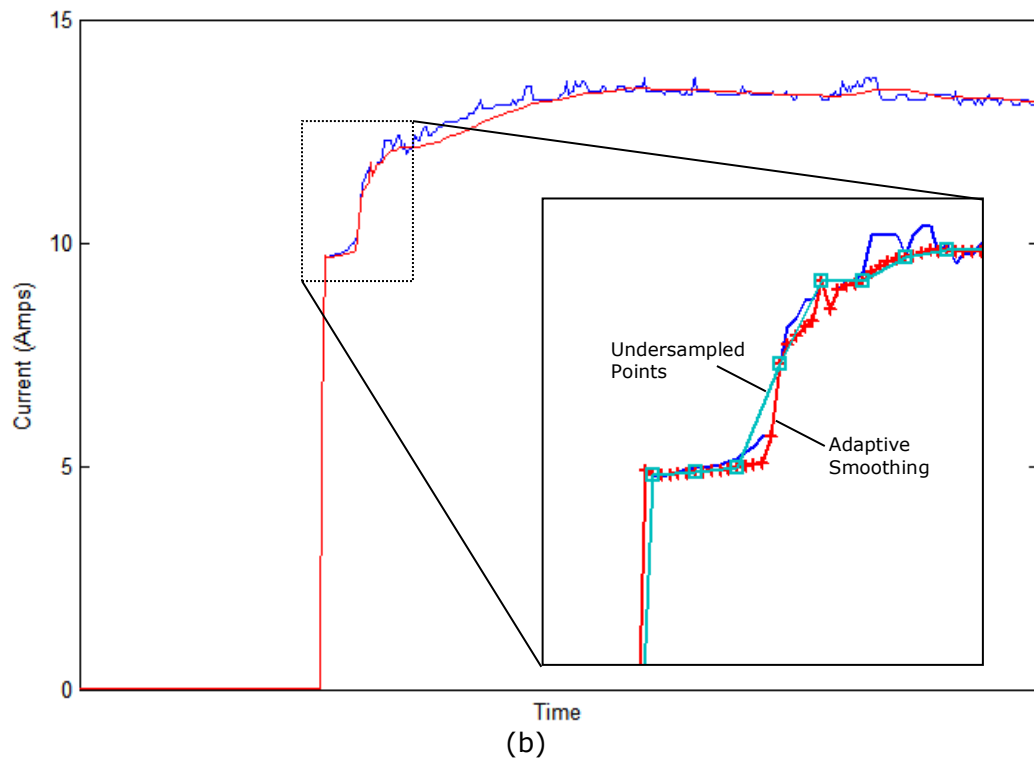 15
10
5
0
Current (Amps)
Undersampled
Points
Adaptive
Smoothing
Time
(b)